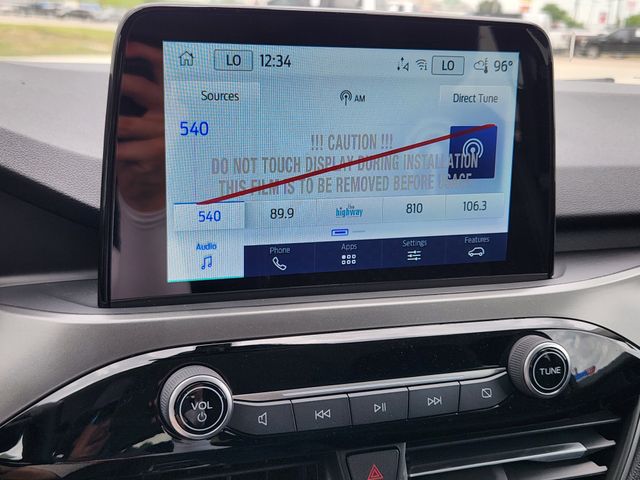 LO 12:34 LO 96°
Sources AM Direct Tune
540
!!! CAUTION !!!
DO NOT TOUCH DISPLAY DURING INSTALLATION
THIS FILM IS TO BE REMOVED BEFORE USAGE
540 89.9 the highway 810 106.3
Audio Phone Apps Settings Features
VOL TUNE